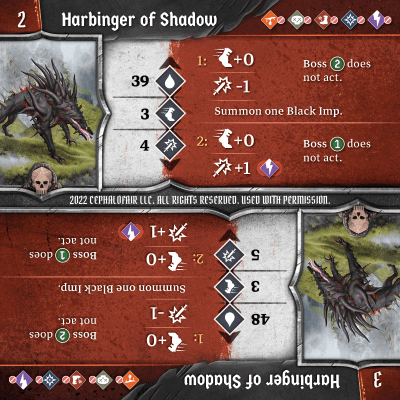 2 Harbinger of Shadow
39
3
4
1: +0 Boss 2 does
-1 not act.
Summon one Black Imp.
2: +0 Boss 1 does
+1 not act.
2022 CEPHALOFAIR LLC. ALL RIGHTS RESERVED. USED WITH PERMISSION.
3 Harbinger of Shadow
48
3
5
1: +0 Boss 2 does
-1 not act.
Summon one Black Imp.
2: +0 Boss 1 does
+1 not act.